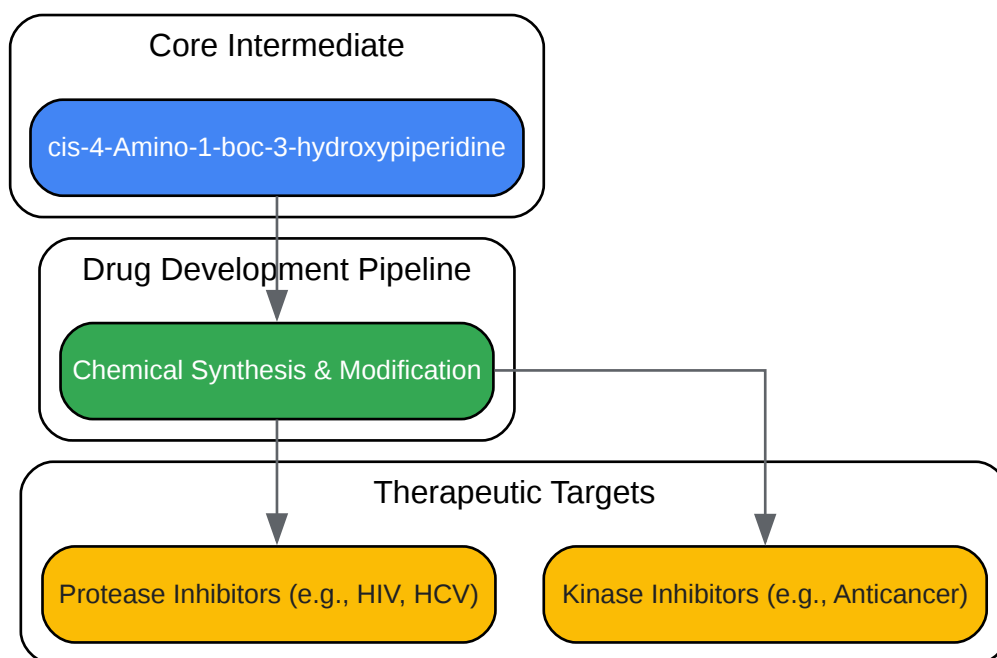 Core Intermediate
cis-4-Amino-1-boc-3-hydroxypiperidine
Drug Development Pipeline
Chemical Synthesis & Modification
Therapeutic Targets
Protease Inhibitors (e.g., HIV, HCV)
Kinase Inhibitors (e.g., Anticancer)